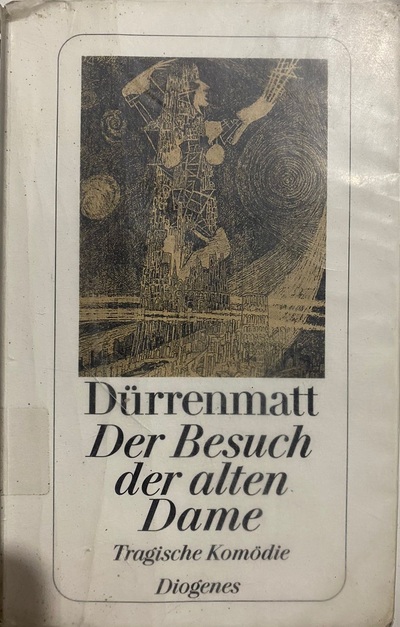 Dürrenmatt
Der Besuch
der alten
Dame
Tragische Komödie
Diogenes